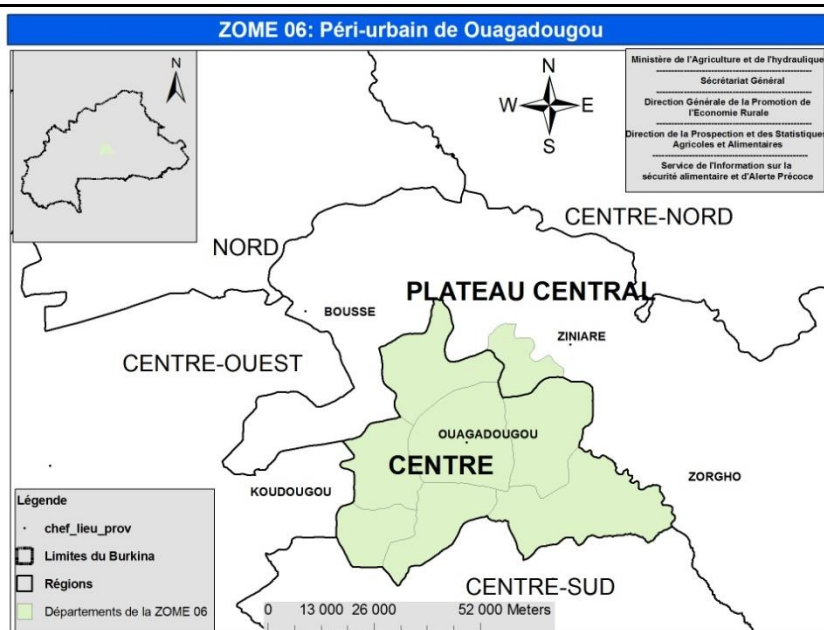 ZOME 06: Péri-urbain de Ouagadougou
N
Ministère de l'Agriculture et de l'hydraulique
Sécrétariat Général
Direction Générale de la Promotion de
l'Economie Rurale
Direction de la Prospection et des Statistiques
Agricoles et Alimentaires
Service de l'Information sur la
sécurité alimentaire et d'Alerte Précoce
N
W
E
S
CENTRE-NORD
NORD
PLATEAU CENTRAL
BOUSSE
ZINIARE
CENTRE-OUEST
OUAGADOUGOU
CENTRE
ZORGHO
KOUDOUGOU
CENTRE-SUD
Légende
chef_lieu_prov
Limites du Burkina
Régions
Départements de la ZOME 06
0 13 000 26 000 52 000 Meters